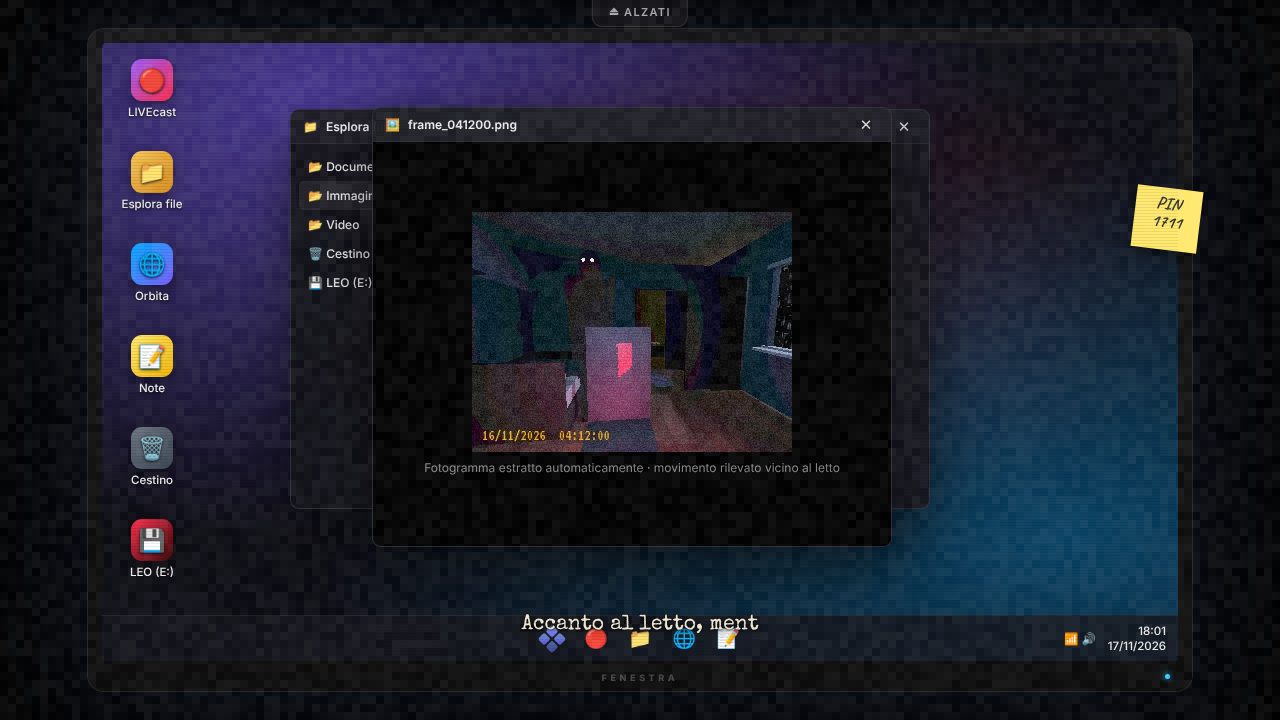 ⏏ ALZATI
LIVEcast
Esplora file
Orbita
Note
Cestino
LEO (E:)
Esplora
Docume
Immagin
Video
Cestino
LEO (E:)
frame_041200.png
16/11/2026 04:12:00
Fotogramma estratto automaticamente · movimento rilevato vicino al letto
PIN
1711
Accanto al letto, ment
18:01
17/11/2026
FENESTRA